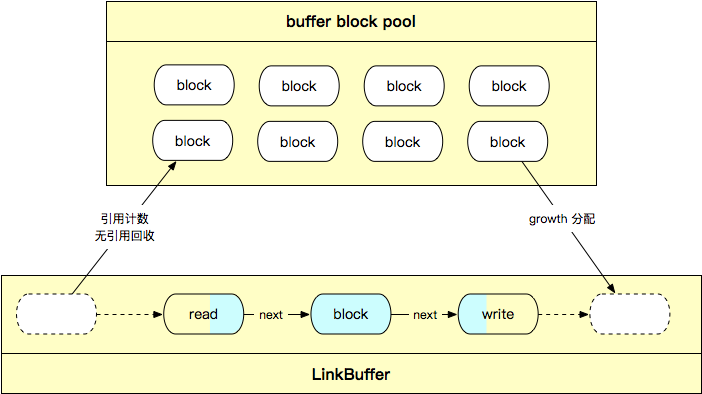 buffer block pool
block block block block
block block block block
引用计数
无引用回收
growth 分配
read next block next write
LinkBuffer